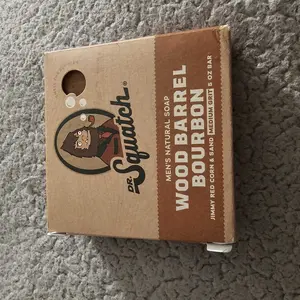 DR.
Squatch®
MEN'S NATURAL SOAP
WOOD BARREL
BOURBON
JIMMY RED CORN & SAND MEDIUM GRIT 5 OZ BAR